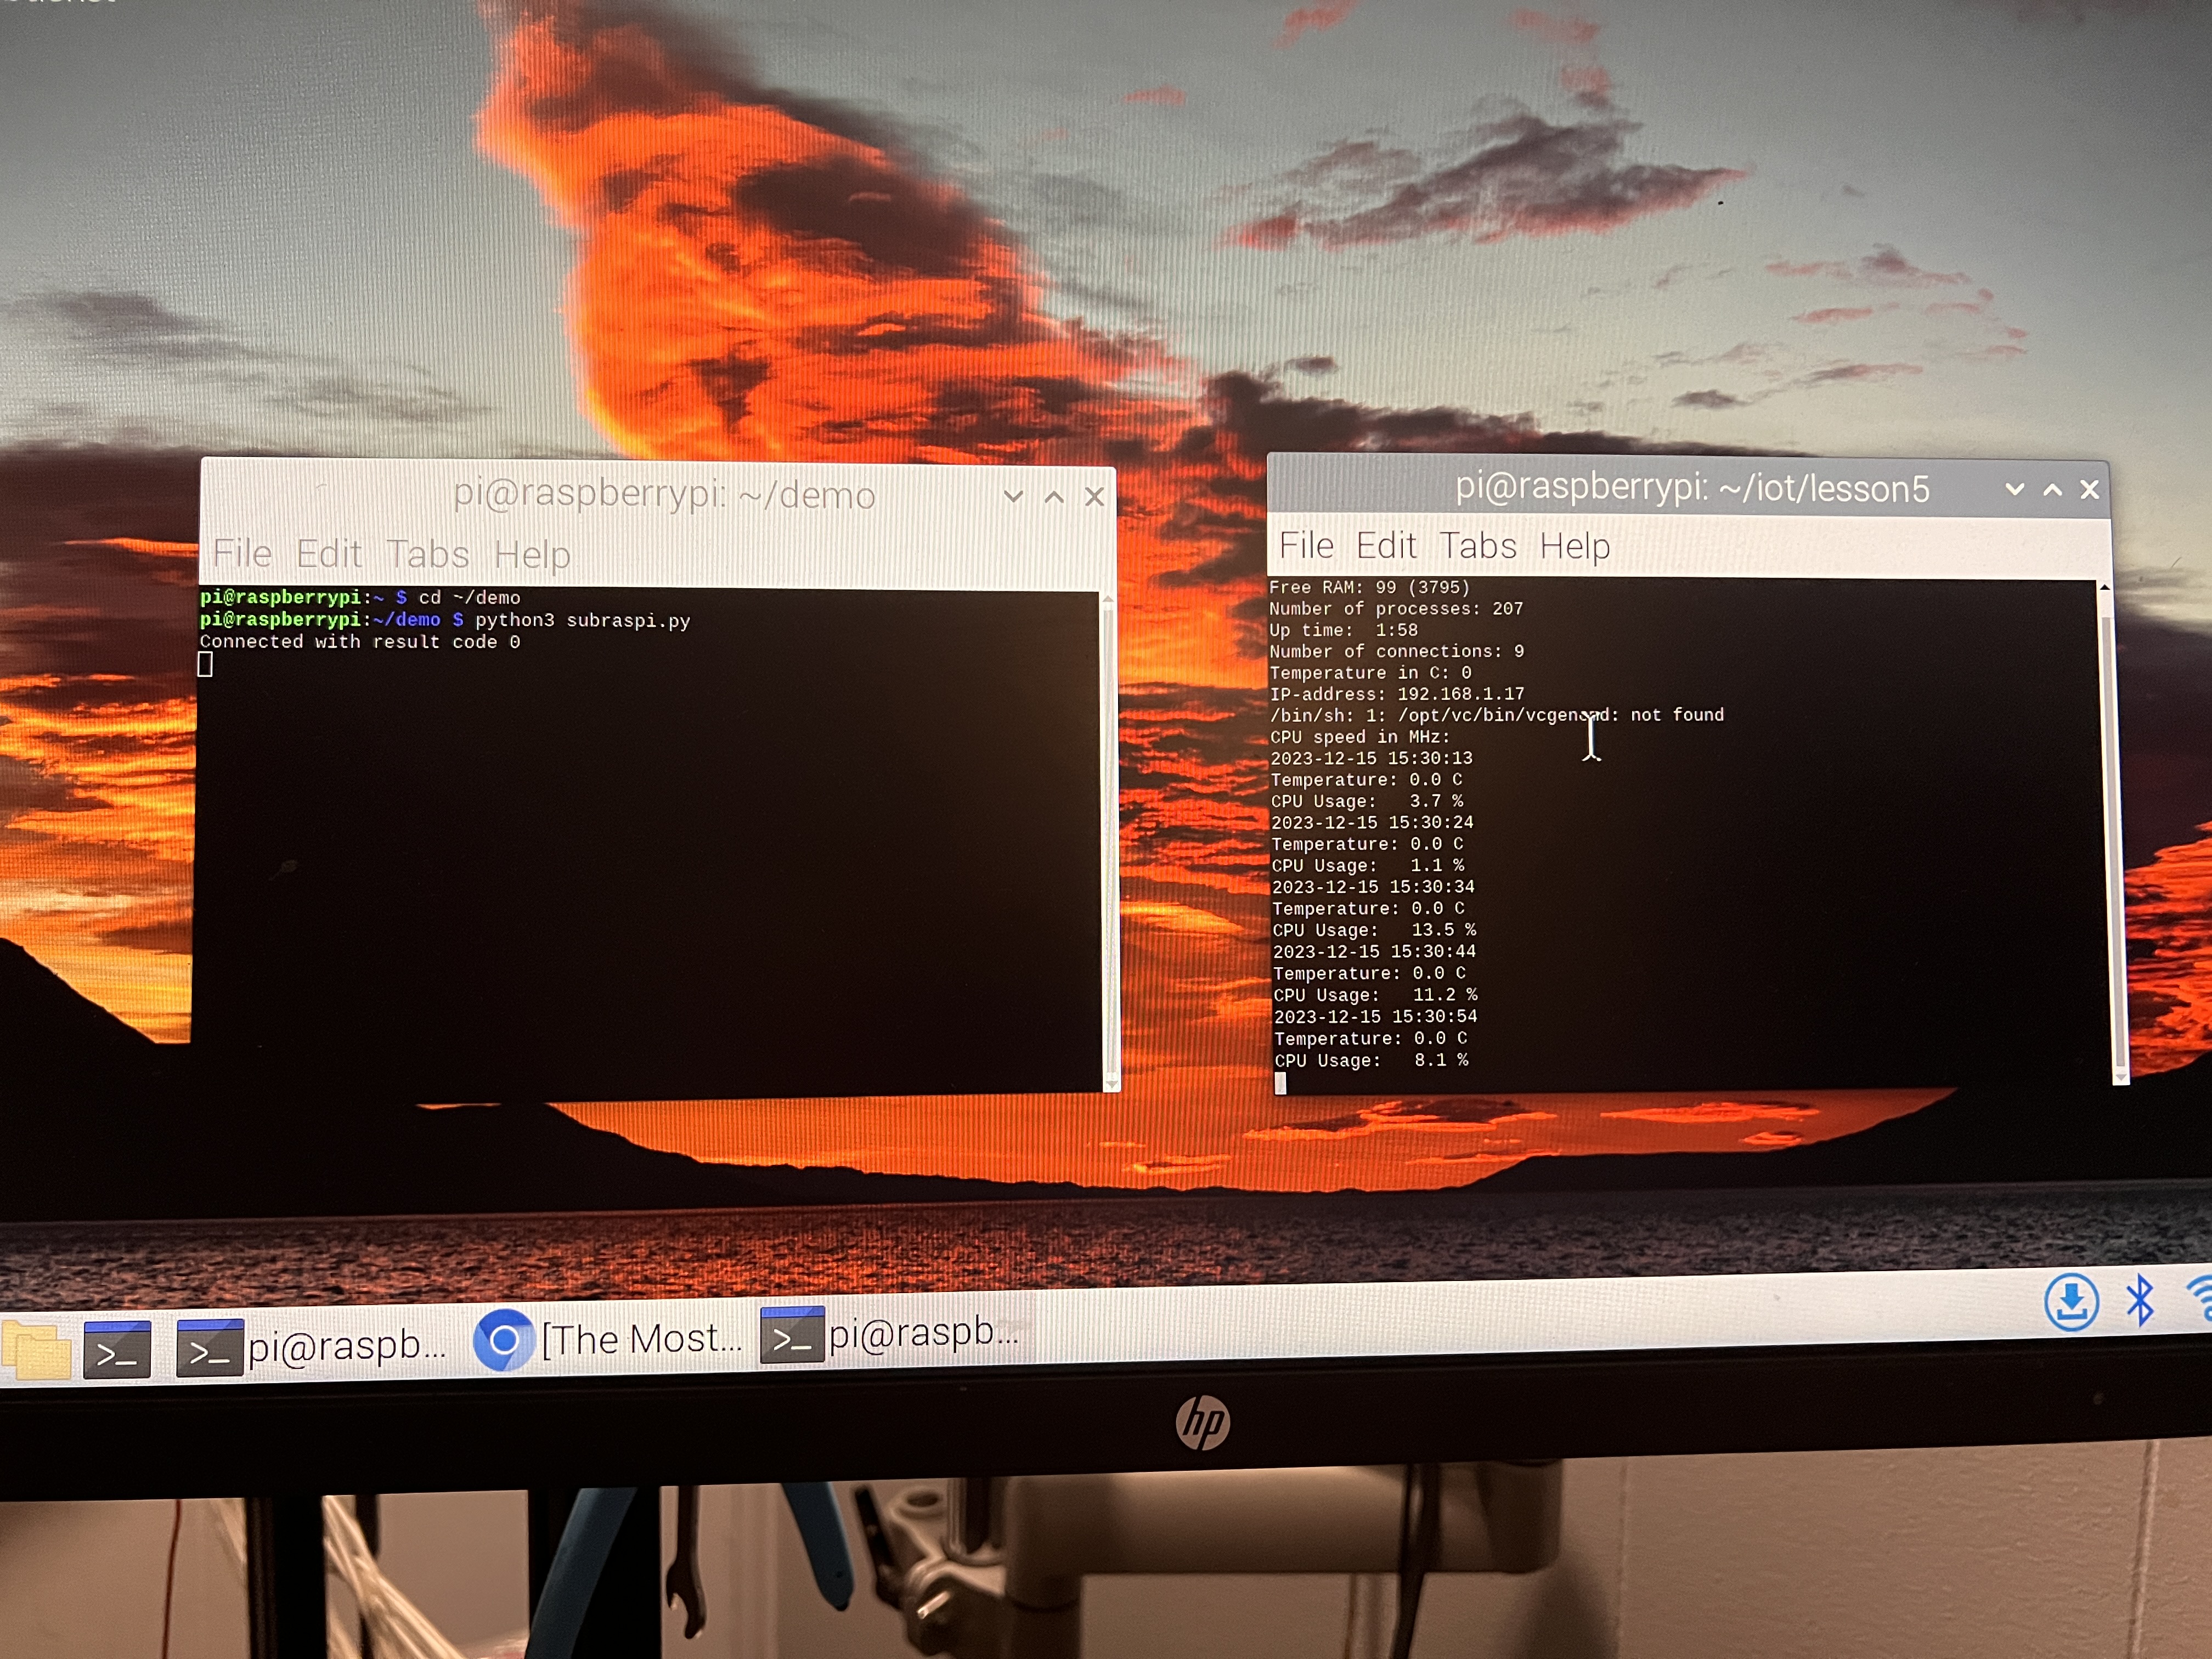 pi@raspberrypi: ~/demo
File Edit Tabs Help
pi@raspberrypi:~ $ cd ~/demo
pi@raspberrypi:~/demo $ python3 subraspi.py
Connected with result code 0
pi@raspberrypi: ~/iot/lesson5
File Edit Tabs Help
Free RAM: 99 (3795)
Number of processes: 207
Up time:  1:58
Number of connections: 9
Temperature in C: 0
IP-address: 192.168.1.17
/bin/sh: 1: /opt/vc/bin/vcgencmd: not found
CPU speed in MHz:
2023-12-15 15:30:13
Temperature: 0.0 C
CPU Usage:   3.7 %
2023-12-15 15:30:24
Temperature: 0.0 C
CPU Usage:   1.1 %
2023-12-15 15:30:34
Temperature: 0.0 C
CPU Usage:   13.5 %
2023-12-15 15:30:44
Temperature: 0.0 C
CPU Usage:   11.2 %
2023-12-15 15:30:54
Temperature: 0.0 C
CPU Usage:   8.1 %
>_ >_ pi@raspb... [The Most... >_ pi@raspb...
hp